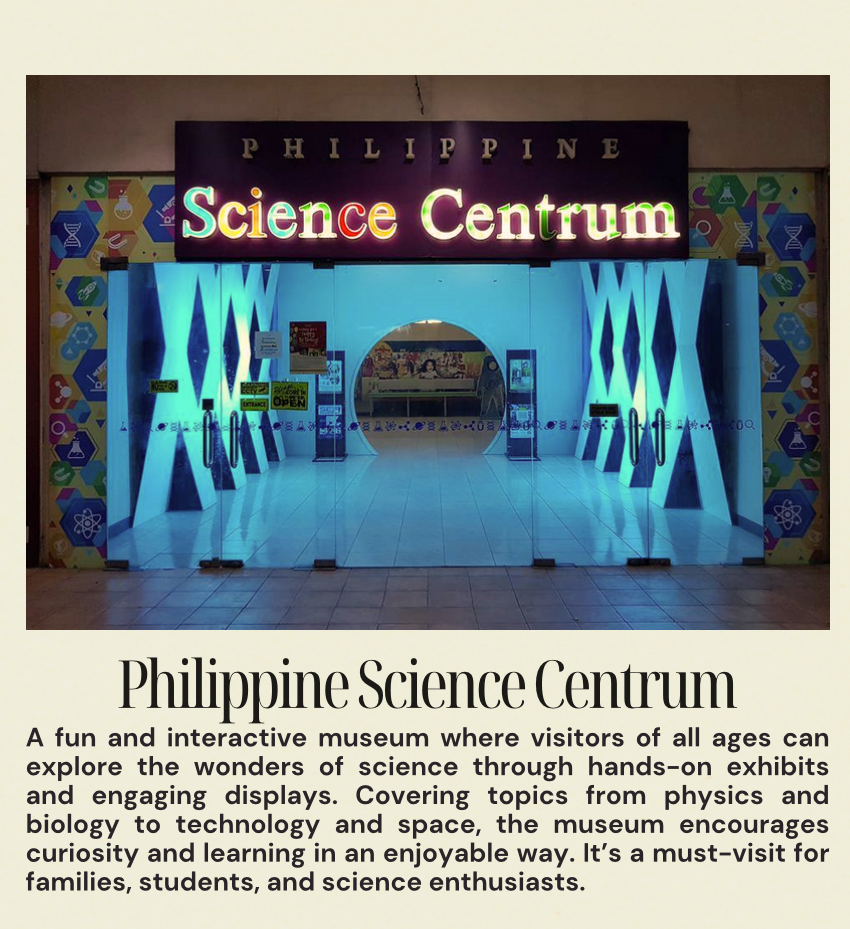 PHILIPPINE
Science Centrum
ENTRANCE
OPEN
Philippine Science Centrum
A fun and interactive museum where visitors of all ages can
explore the wonders of science through hands-on exhibits
and engaging displays. Covering topics from physics and
biology to technology and space, the museum encourages
curiosity and learning in an enjoyable way. It’s a must-visit for
families, students, and science enthusiasts.